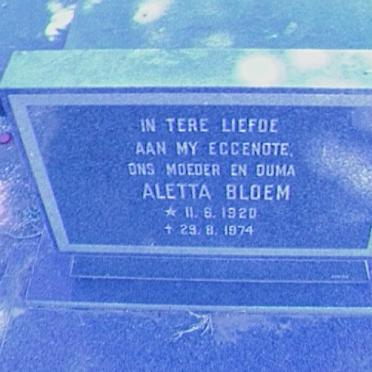 IN TERE LIEFDE
AAN MY EGGENOTE,
ONS MOEDER EN OUMA
ALETTA BLOEM
★ 11. 6. 1920
✝ 29. 8. 1974